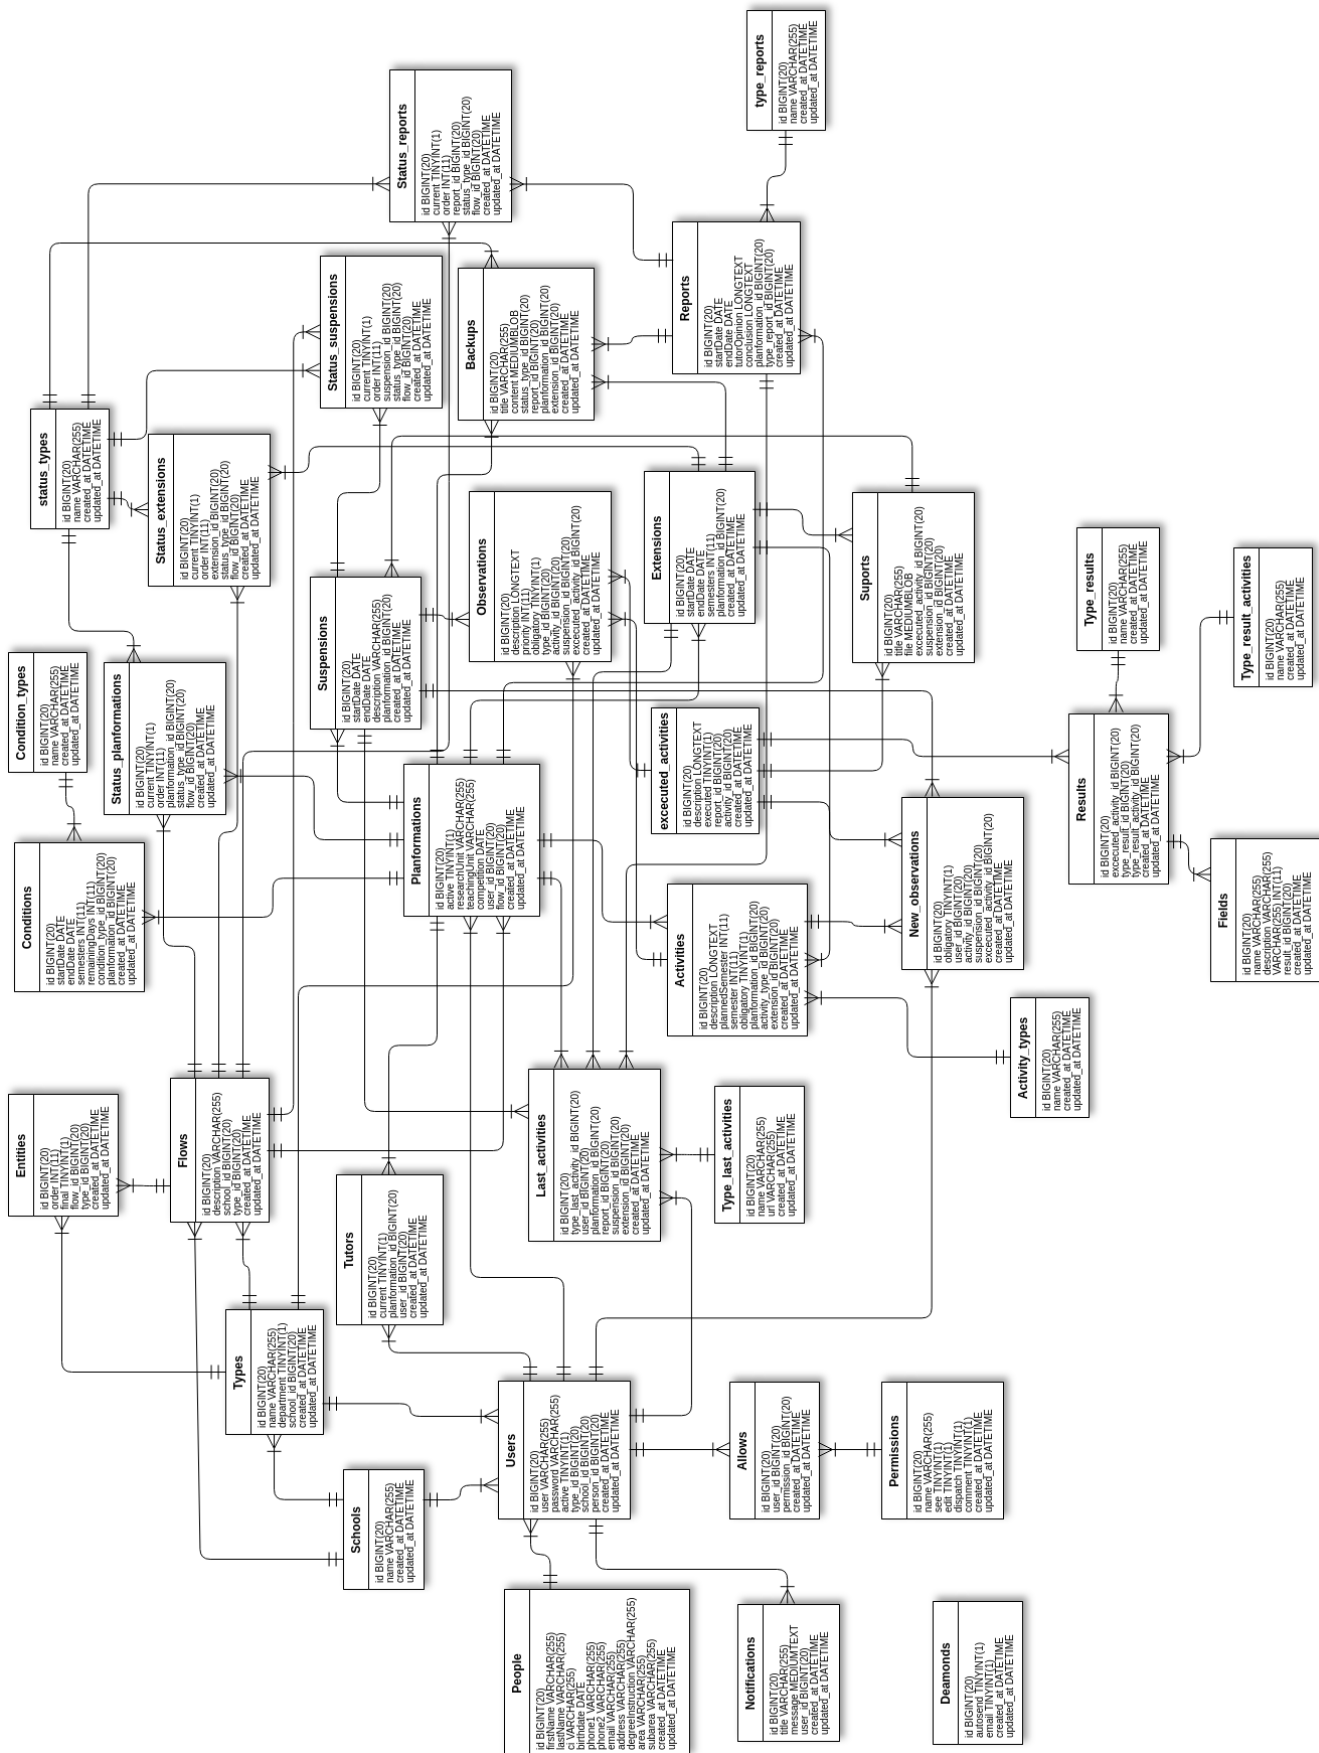 Entities
id BIGINT(20)
order INT(11)
final TINYINT(1)
flow_id BIGINT(20)
type_id BIGINT(20)
created_at DATETIME
updated_at DATETIME
Conditions
id BIGINT(20)
startDate DATE
endDate DATE
semesters INT(11)
remainingDays INT(11)
condition_type_id BIGINT(20)
planformation_id BIGINT(20)
created_at DATETIME
updated_at DATETIME
Condition_types
id BIGINT(20)
name VARCHAR(255)
created_at DATETIME
updated_at DATETIME
status_types
id BIGINT(20)
name VARCHAR(255)
created_at DATETIME
updated_at DATETIME
Status_planformations
id BIGINT(20)
current TINYINT(1)
order INT(11)
planformation_id BIGINT(20)
status_type_id BIGINT(20)
flow_id BIGINT(20)
created_at DATETIME
updated_at DATETIME
Status_extensions
id BIGINT(20)
current TINYINT(1)
order INT(11)
extension_id BIGINT(20)
status_type_id BIGINT(20)
flow_id BIGINT(20)
created_at DATETIME
updated_at DATETIME
Flows
id BIGINT(20)
description VARCHAR(255)
school_id BIGINT(20)
type_id BIGINT(20)
created_at DATETIME
updated_at DATETIME
Types
id BIGINT(20)
name VARCHAR(255)
department TINYINT(1)
school_id BIGINT(20)
created_at DATETIME
updated_at DATETIME
Schools
id BIGINT(20)
name VARCHAR(255)
created_at DATETIME
updated_at DATETIME
Tutors
id BIGINT(20)
current TINYINT(1)
planformation_id BIGINT(20)
user_id BIGINT(20)
created_at DATETIME
updated_at DATETIME
Suspensions
id BIGINT(20)
startDate DATE
endDate DATE
description VARCHAR(255)
planformation_id BIGINT(20)
created_at DATETIME
updated_at DATETIME
Status_suspensions
id BIGINT(20)
current TINYINT(1)
order INT(11)
suspension_id BIGINT(20)
status_type_id BIGINT(20)
flow_id BIGINT(20)
created_at DATETIME
updated_at DATETIME
Status_reports
id BIGINT(20)
current TINYINT(1)
order INT(11)
report_id BIGINT(20)
status_type_id BIGINT(20)
flow_id BIGINT(20)
created_at DATETIME
updated_at DATETIME
Planformations
id BIGINT(20)
active TINYINT(1)
researchUnit VARCHAR(255)
teachingUnit VARCHAR(255)
competition DATE
user_id BIGINT(20)
flow_id BIGINT(20)
created_at DATETIME
updated_at DATETIME
Observations
id BIGINT(20)
description LONGTEXT
priority INT(11)
obligatory TINYINT(1)
type_id BIGINT(20)
activity_id BIGINT(20)
suspension_id BIGINT(20)
excecuted_activity_id BIGINT(20)
created_at DATETIME
updated_at DATETIME
Backups
id BIGINT(20)
title VARCHAR(255)
content MEDIUMBLOB
status_type_id BIGINT(20)
report_id BIGINT(20)
planformation_id BIGINT(20)
extension_id BIGINT(20)
created_at DATETIME
updated_at DATETIME
People
id BIGINT(20)
firstName VARCHAR(255)
lastName VARCHAR(255)
ci VARCHAR(255)
birthdate DATE
phone1 VARCHAR(255)
phone2 VARCHAR(255)
email VARCHAR(255)
address VARCHAR(255)
degreeInstruction VARCHAR(255)
area VARCHAR(255)
subarea VARCHAR(255)
created_at DATETIME
updated_at DATETIME
Users
id BIGINT(20)
user VARCHAR(255)
password VARCHAR(255)
active TINYINT(1)
type_id BIGINT(20)
school_id BIGINT(20)
person_id BIGINT(20)
created_at DATETIME
updated_at DATETIME
Last_activities
id BIGINT(20)
type_last_activity_id BIGINT(20)
user_id BIGINT(20)
planformation_id BIGINT(20)
report_id BIGINT(20)
suspension_id BIGINT(20)
extension_id BIGINT(20)
created_at DATETIME
updated_at DATETIME
Activities
id BIGINT(20)
description LONGTEXT
plannedSemester INT(11)
semester INT(11)
obligatory TINYINT(1)
planformation_id BIGINT(20)
activity_type_id BIGINT(20)
extension_id BIGINT(20)
created_at DATETIME
updated_at DATETIME
excecuted_activities
id BIGINT(20)
description LONGTEXT
executed TINYINT(1)
report_id BIGINT(20)
activity_id BIGINT(20)
created_at DATETIME
updated_at DATETIME
Extensions
id BIGINT(20)
startDate DATE
endDate DATE
semesters INT(11)
planformation_id BIGINT(20)
created_at DATETIME
updated_at DATETIME
Reports
id BIGINT(20)
startDate DATE
endDate DATE
tutorOpinion LONGTEXT
conclusion LONGTEXT
planformation_id BIGINT(20)
type_report_id BIGINT(20)
created_at DATETIME
updated_at DATETIME
type_reports
id BIGINT(20)
name VARCHAR(255)
created_at DATETIME
updated_at DATETIME
Notifications
id BIGINT(20)
title VARCHAR(255)
message MEDIUMTEXT
user_id BIGINT(20)
created_at DATETIME
updated_at DATETIME
Allows
id BIGINT(20)
user_id BIGINT(20)
permission_id BIGINT(20)
created_at DATETIME
updated_at DATETIME
Type_last_activities
id BIGINT(20)
name VARCHAR(255)
url VARCHAR(255)
created_at DATETIME
updated_at DATETIME
Suports
id BIGINT(20)
title VARCHAR(255)
file MEDIUMBLOB
excecuted_activity_id BIGINT(20)
suspension_id BIGINT(20)
extension_id BIGINT(20)
created_at DATETIME
updated_at DATETIME
Permissions
id BIGINT(20)
name VARCHAR(255)
see TINYINT(1)
edit TINYINT(1)
dispatch TINYINT(1)
comment TINYINT(1)
created_at DATETIME
updated_at DATETIME
New_observations
id BIGINT(20)
obligatory TINYINT(1)
user_id BIGINT(20)
activity_id BIGINT(20)
suspension_id BIGINT(20)
excecuted_activity_id BIGINT(20)
created_at DATETIME
updated_at DATETIME
Deamonds
id BIGINT(20)
autosend TINYINT(1)
email TINYINT(1)
created_at DATETIME
updated_at DATETIME
Activity_types
id BIGINT(20)
name VARCHAR(255)
created_at DATETIME
updated_at DATETIME
Results
id BIGINT(20)
excecuted_activity_id BIGINT(20)
type_result_id BIGINT(20)
type_result_activity_id BIGINT(20)
created_at DATETIME
updated_at DATETIME
Type_results
id BIGINT(20)
name VARCHAR(255)
created_at DATETIME
updated_at DATETIME
Fields
id BIGINT(20)
name VARCHAR(255)
description VARCHAR(255)
VARCHAR(255) INT(11)
result_id BIGINT(20)
created_at DATETIME
updated_at DATETIME
Type_result_activities
id BIGINT(20)
name VARCHAR(255)
created_at DATETIME
updated_at DATETIME